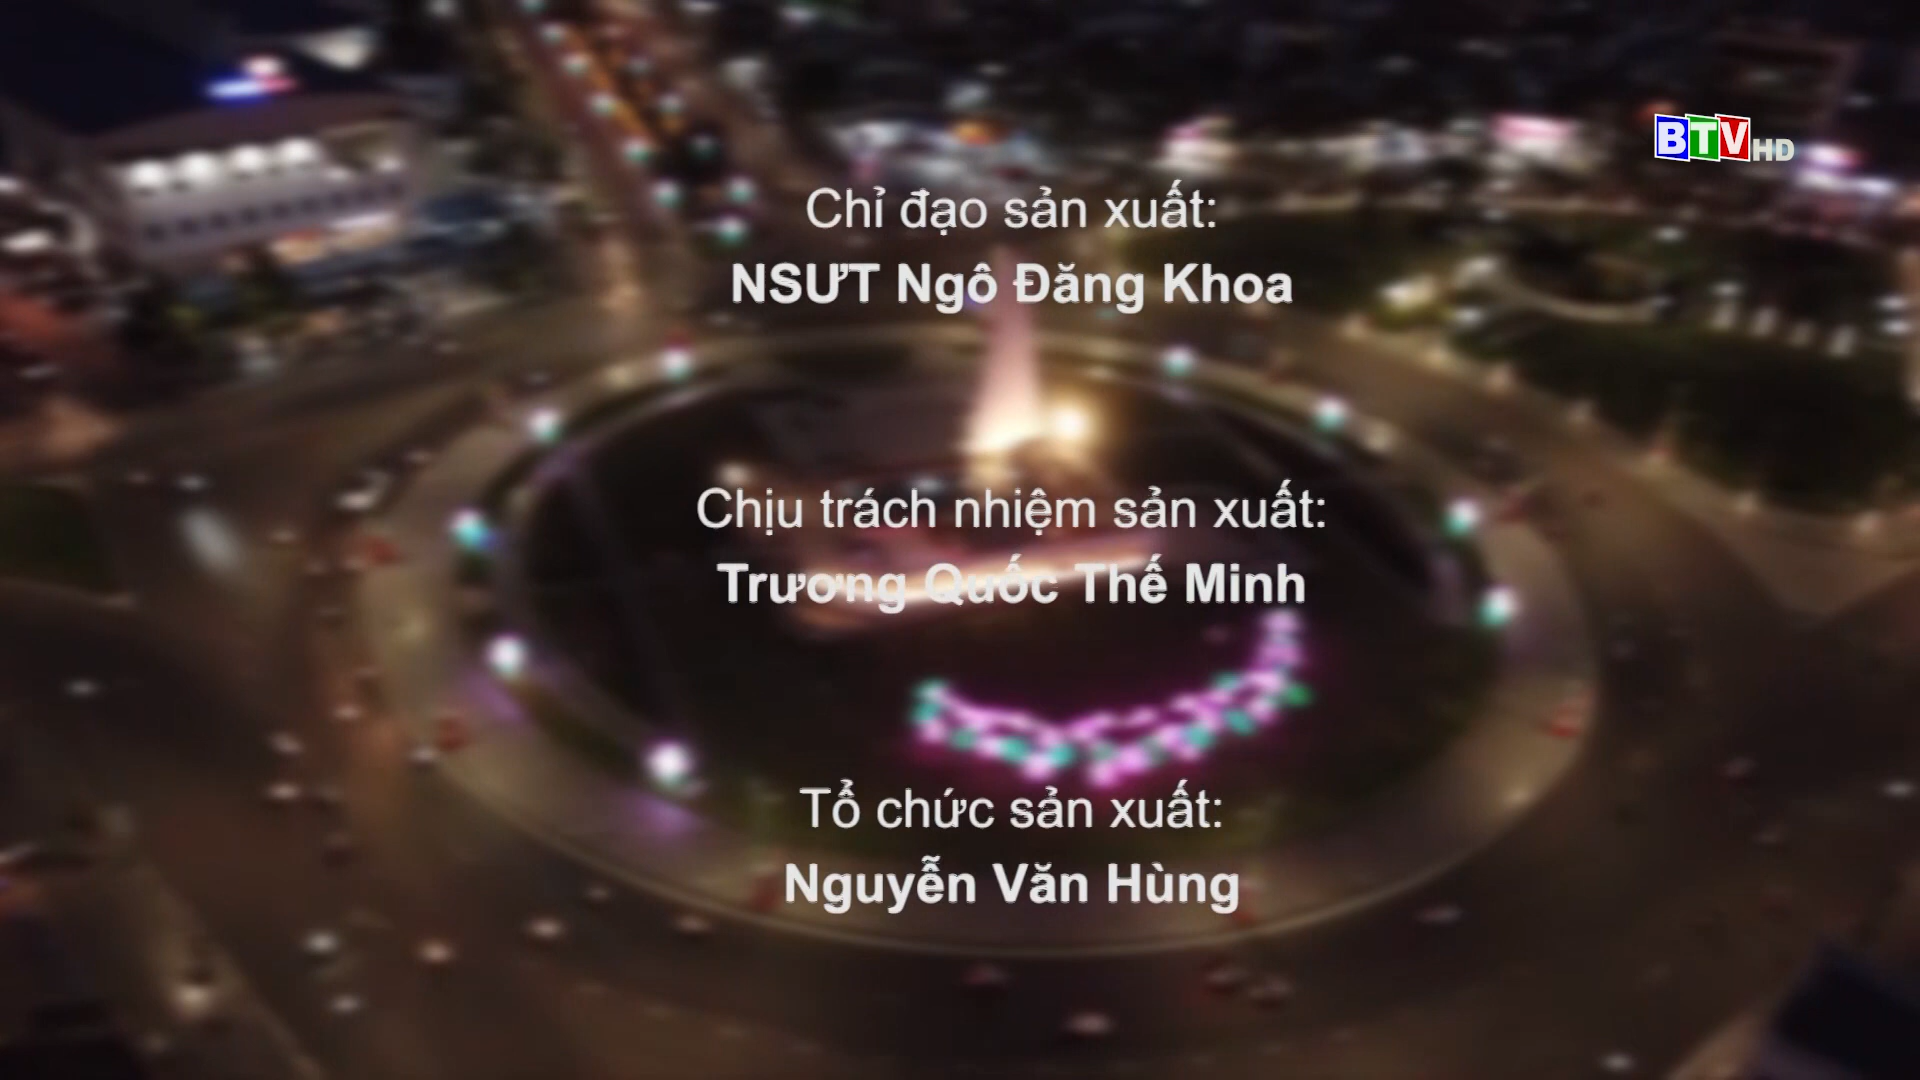 BTV HD
Chỉ đạo sản xuất:
NSƯT Ngô Đăng Khoa
Chịu trách nhiệm sản xuất:
Trương Quốc Thế Minh
Tổ chức sản xuất:
Nguyễn Văn Hùng